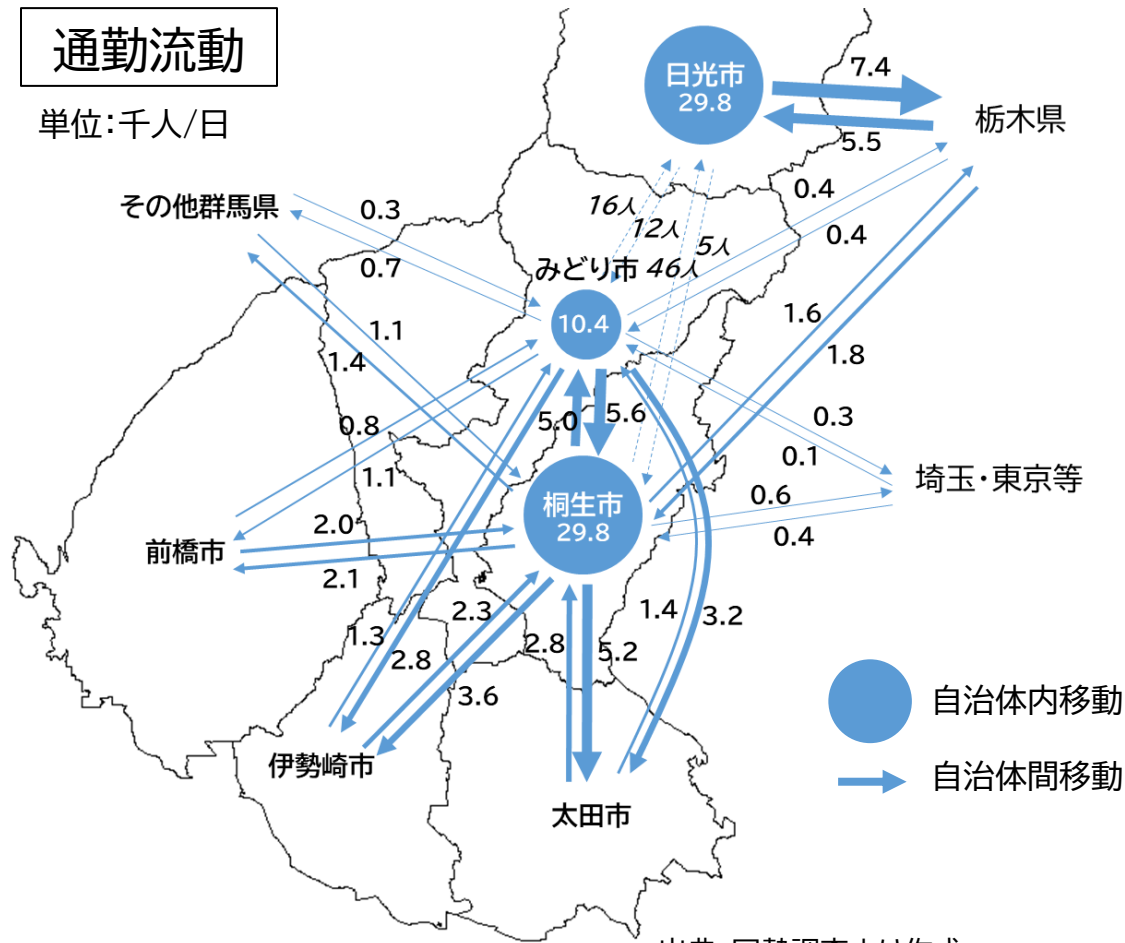 通勤流動
単位：千人/日
日光市
29.8
7.4
5.5
栃木県
その他群馬県
0.3
0.7
16人
12人
5人
46人
0.4
0.4
みどり市
10.4
1.1
1.4
1.6
1.8
0.8
1.1
5.0
5.6
0.3
0.1
埼玉・東京等
桐生市
29.8
0.6
0.4
前橋市
2.0
2.1
1.3
2.8
2.3
3.6
2.8
5.2
1.4
3.2
伊勢崎市
太田市
自治体内移動
自治体間移動